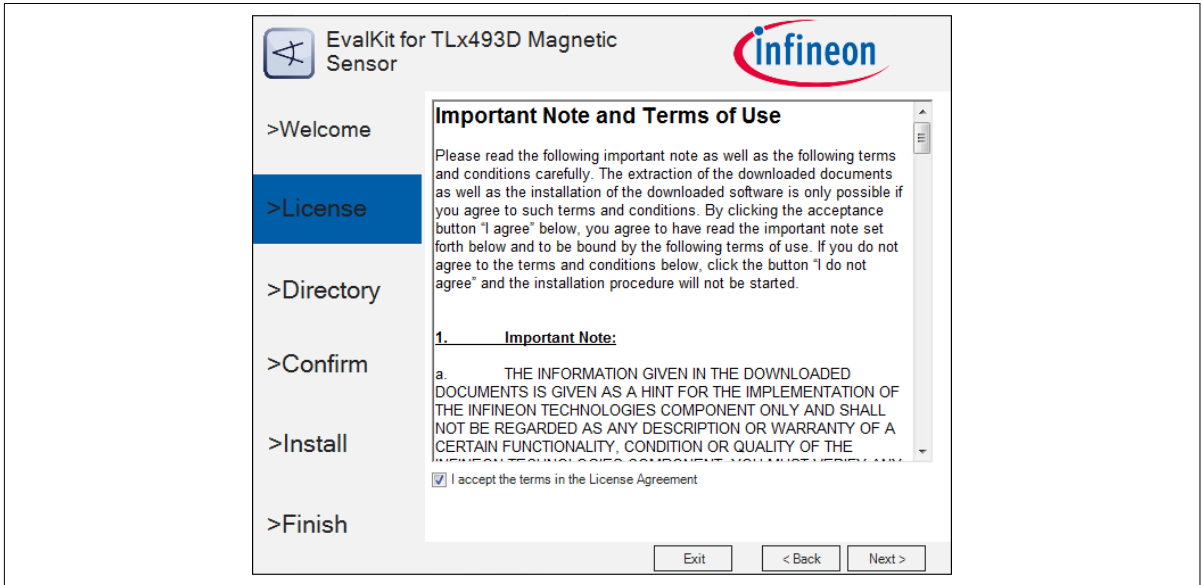 EvalKit for TLx493D Magnetic
Sensor
infineon
>Welcome
>License
>Directory
>Confirm
>Install
>Finish
Important Note and Terms of Use
Please read the following important note as well as the following terms
and conditions carefully. The extraction of the downloaded documents
as well as the installation of the downloaded software is only possible if
you agree to such terms and conditions. By clicking the acceptance
button “I agree” below, you agree to have read the important note set
forth below and to be bound by the following terms of use. If you do not
agree to the terms and conditions below, click the button “I do not
agree” and the installation procedure will not be started.
1. Important Note:
a. THE INFORMATION GIVEN IN THE DOWNLOADED
DOCUMENTS IS GIVEN AS A HINT FOR THE IMPLEMENTATION OF
THE INFINEON TECHNOLOGIES COMPONENT ONLY AND SHALL
NOT BE REGARDED AS ANY DESCRIPTION OR WARRANTY OF A
CERTAIN FUNCTIONALITY, CONDITION OR QUALITY OF THE
INFINEON TECHNOLOGIES COMPONENT. YOU MUST VERIFY ANY
I accept the terms in the License Agreement
Exit
< Back
Next >